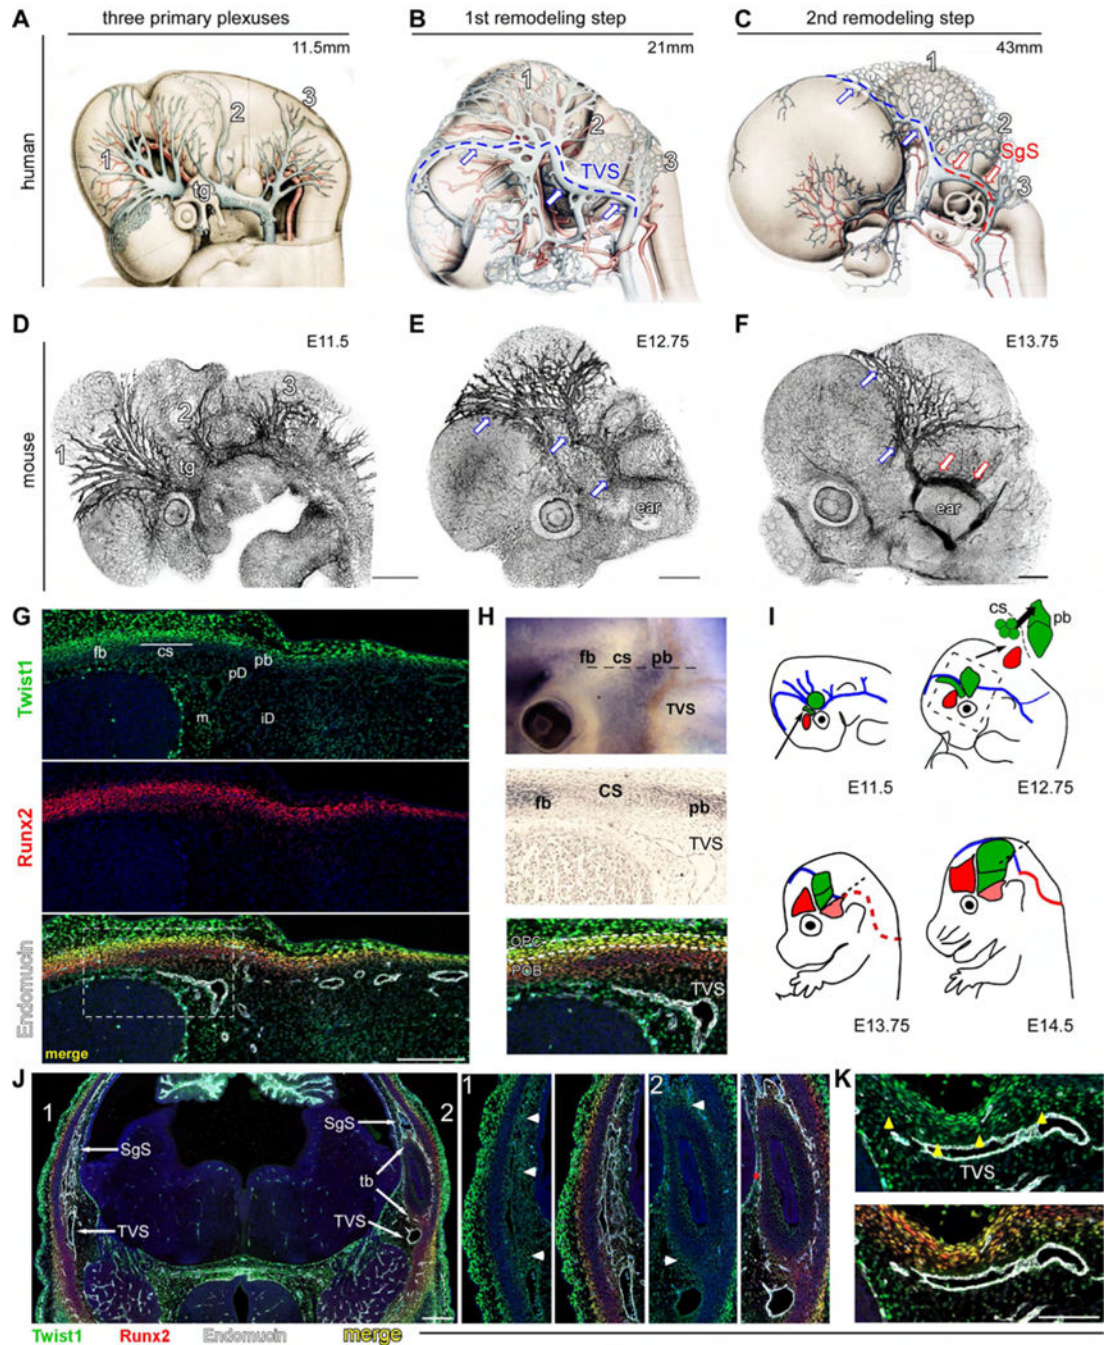 three primary plexuses
1st remodeling step
2nd remodeling step
A
11.5mm
B
21mm
C
43mm
human
1
2
3
tg
1
2
3
TVS
1
2
3
SgS
D
E11.5
E
E12.75
F
E13.75
mouse
1
2
3
tg
ear
ear
G
Twist1
fb
cs
pb
pD
m
iD
Runx2
Endomucin
merge
H
fb
cs
pb
TVS
fb
CS
pb
TVS
OPC
POB
TVS
I
cs
pb
E11.5
E12.75
E13.75
E14.5
J
1
2
SgS
SgS
tb
TVS
TVS
1
2
K
TVS
Twist1
Runx2
Endomucin
merge